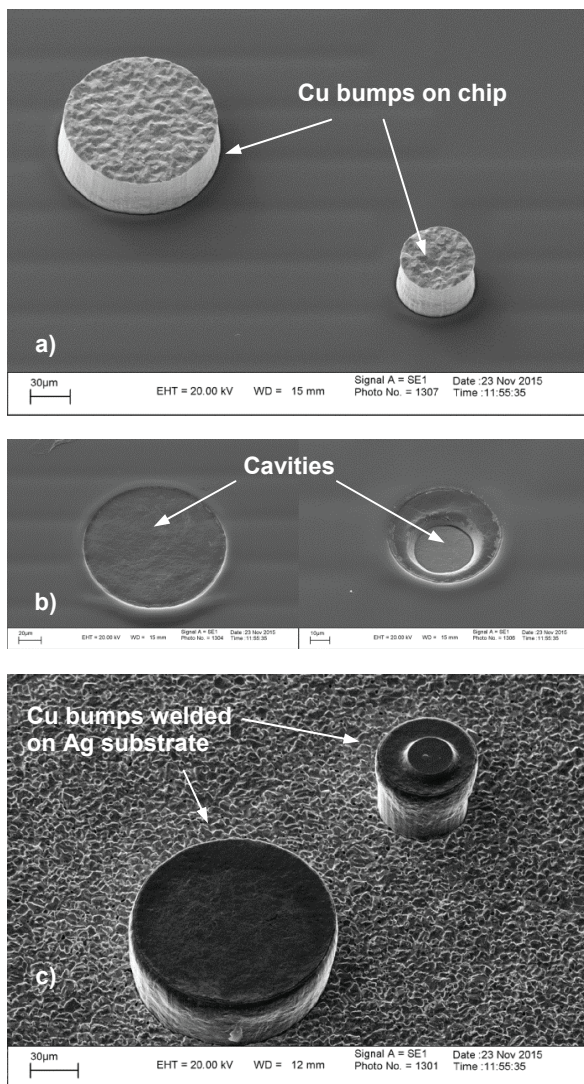 Cu bumps on chip
a)
30µm
EHT = 20.00 kV WD = 15 mm
Signal A = SE1 Date :23 Nov 2015
Photo No. = 1307 Time :11:55:35
Cavities
b)
20µm
EHT = 20.00 kV WD = 15 mm
Signal A = SE1 Date :23 Nov 2015
Photo No. = 1304 Time :11:55:35
10µm
EHT = 20.00 kV WD = 15 mm
Signal A = SE1 Date :23 Nov 2015
Photo No. = 1306 Time :11:55:35
Cu bumps welded
on Ag substrate
c)
30µm
EHT = 20.00 kV WD = 12 mm
Signal A = SE1 Date :23 Nov 2015
Photo No. = 1301 Time :11:55:35